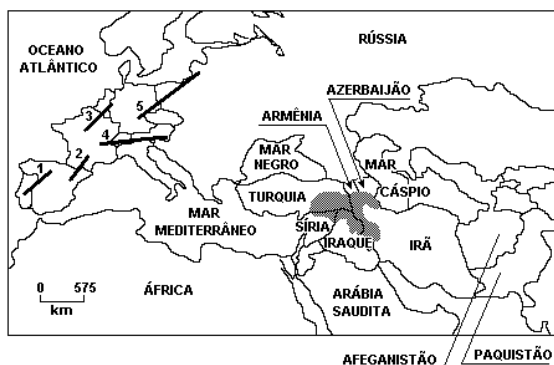 OCEANO
ATLÂNTICO
RÚSSIA
AZERBAIJÃO
ARMÊNIA
3
5
4
1
2
MAR
NEGRO
MAR
CÁSPIO
TURQUIA
MAR
MEDITERRÂNEO
SÍRIA
IRAQUE
IRÃ
0 575
km
ÁFRICA
ARÁBIA
SAUDITA
AFEGANISTÃO
PAQUISTÃO